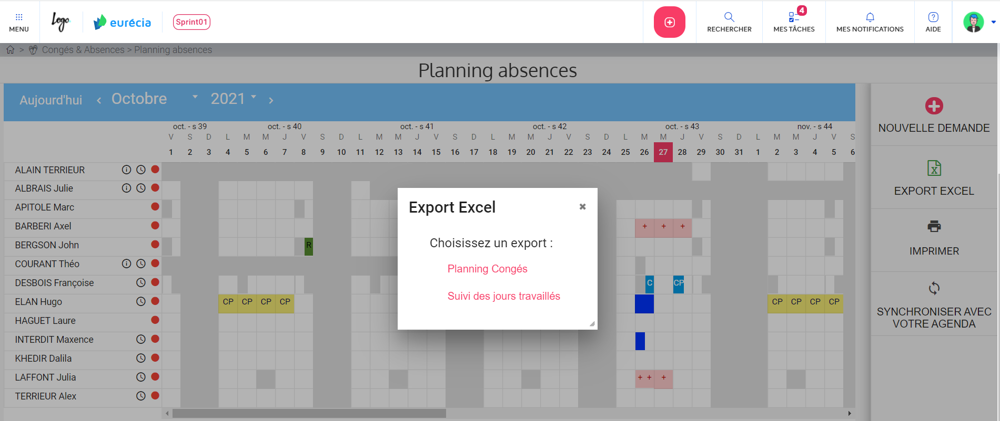 MENU
Logo
eurécia
Sprint01
RECHERCHER
4
MES TÂCHES
MES NOTIFICATIONS
AIDE
> Congés & Absences > Planning absences
Planning absences
Aujourd'hui ‹ Octobre 2021 ›
oct. - s 39 oct. - s 40 oct. - s 41 oct. - s 42 oct. - s 43 nov. - s 44
V S D L M M J V S D L M M J V S D L M M J V S D L M M J V S D L M M J V S
1 2 3 4 5 6 7 8 9 10 11 12 13 14 15 16 17 18 19 20 21 22 23 24 25 26 27 28 29 30 31 1 2 3 4 5 6
ALAIN TERRIEUR
ALBRAIS Julie
APITOLE Marc
BARBERI Axel + + +
BERGSON John R
COURANT Théo
DESBOIS Françoise C CP
ELAN Hugo CP CP CP CP CP CP CP CP
HAGUET Laure
INTERDIT Maxence
KHEDIR Dalila
LAFFONT Julia + + +
TERRIEUR Alex
Export Excel
Choisissez un export :
Planning Congés
Suivi des jours travaillés
NOUVELLE DEMANDE
EXPORT EXCEL
IMPRIMER
SYNCHRONISER AVEC
VOTRE AGENDA